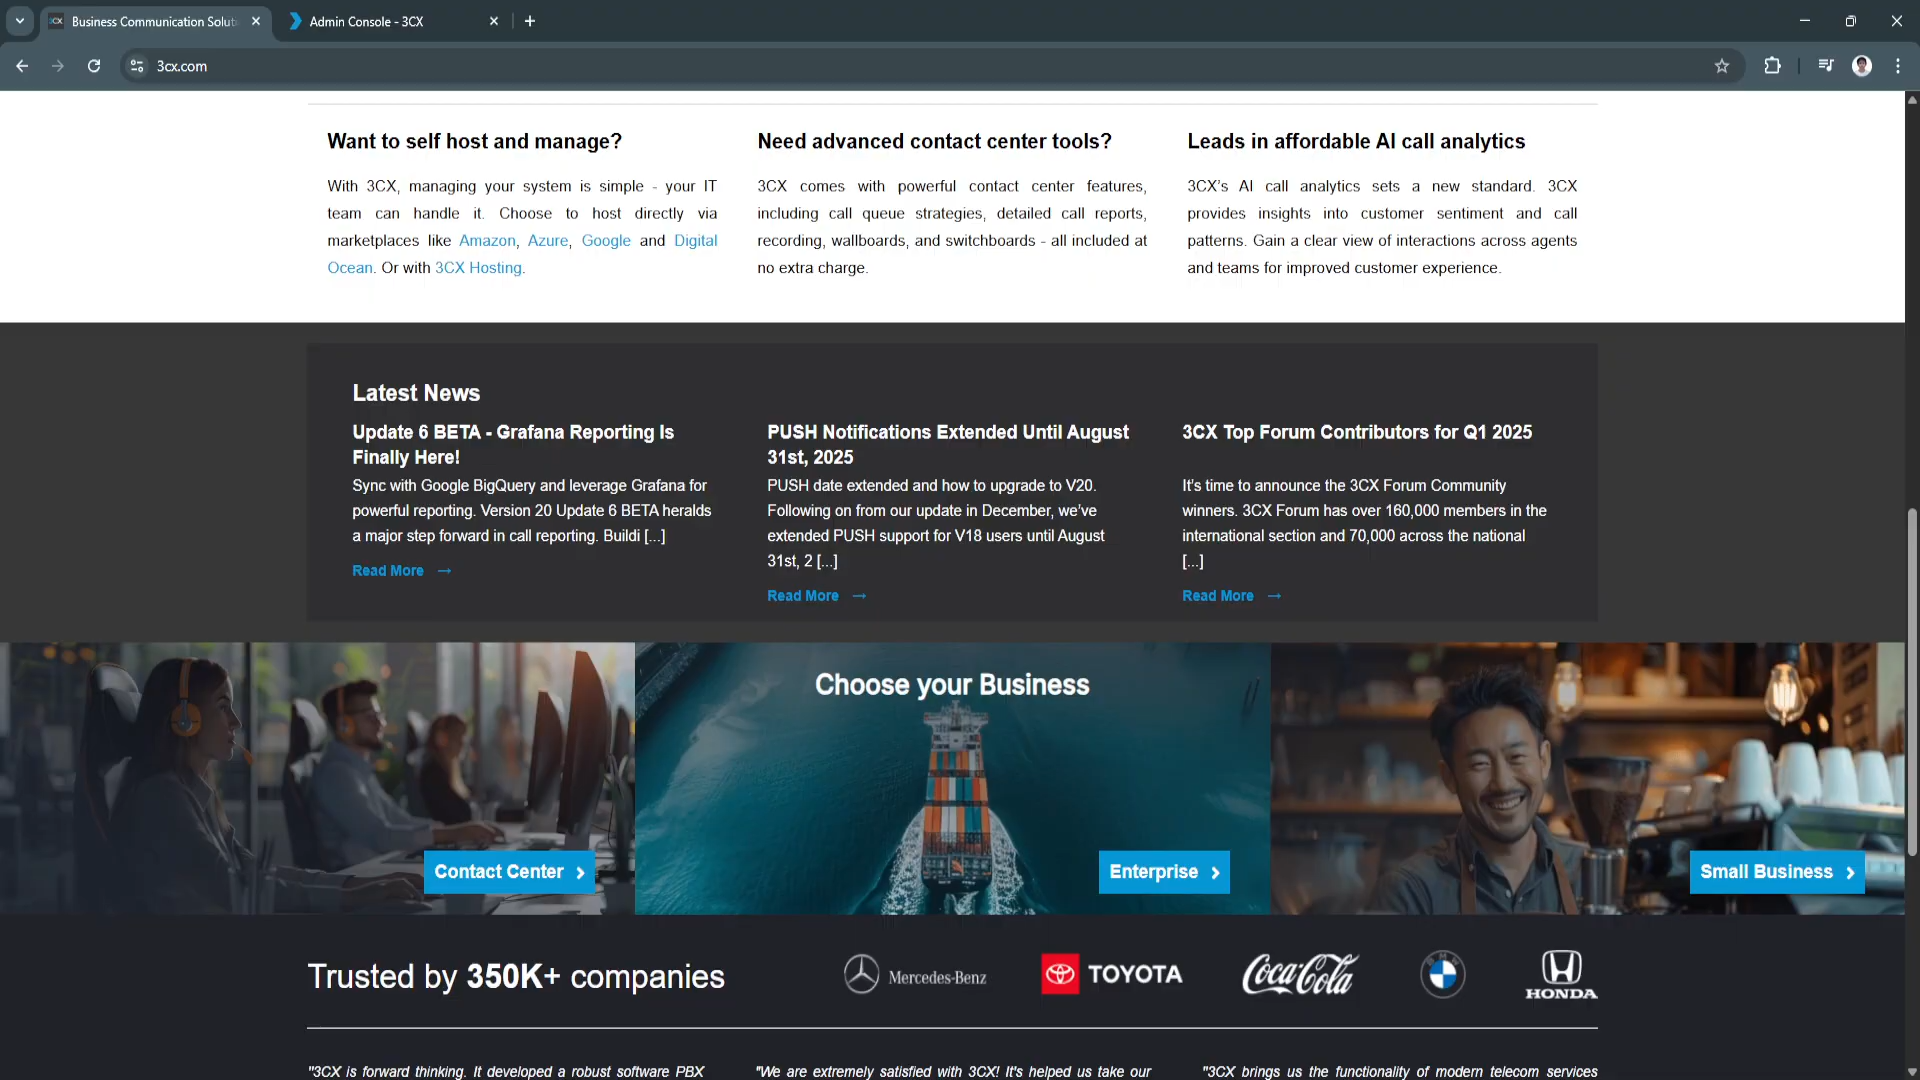 Business Communication Solut
Admin Console - 3CX
3cx.com
Want to self host and manage?
With 3CX, managing your system is simple - your IT
team can handle it. Choose to host directly via
marketplaces like Amazon, Azure, Google and Digital
Ocean. Or with 3CX Hosting.
Need advanced contact center tools?
3CX comes with powerful contact center features,
including call queue strategies, detailed call reports,
recording, wallboards, and switchboards - all included at
no extra charge.
Leads in affordable AI call analytics
3CX’s AI call analytics sets a new standard. 3CX
provides insights into customer sentiment and call
patterns. Gain a clear view of interactions across agents
and teams for improved customer experience.
Latest News
Update 6 BETA - Grafana Reporting Is
Finally Here!
Sync with Google BigQuery and leverage Grafana for
powerful reporting. Version 20 Update 6 BETA heralds
a major step forward in call reporting. Buildi [...]
Read More →
PUSH Notifications Extended Until August
31st, 2025
PUSH date extended and how to upgrade to V20.
Following on from our update in December, we’ve
extended PUSH support for V18 users until August
31st, 2 [...]
Read More →
3CX Top Forum Contributors for Q1 2025
It’s time to announce the 3CX Forum Community
winners. 3CX Forum has over 160,000 members in the
international section and 70,000 across the national
[...]
Read More →
Choose your Business
Contact Center
Enterprise
Small Business
Trusted by 350K+ companies
Mercedes-Benz
TOYOTA
Coca-Cola
BMW
HONDA
"3CX is forward thinking. It developed a robust software PBX
"We are extremely satisfied with 3CX! It's helped us take our
"3CX brings us the functionality of modern telecom services